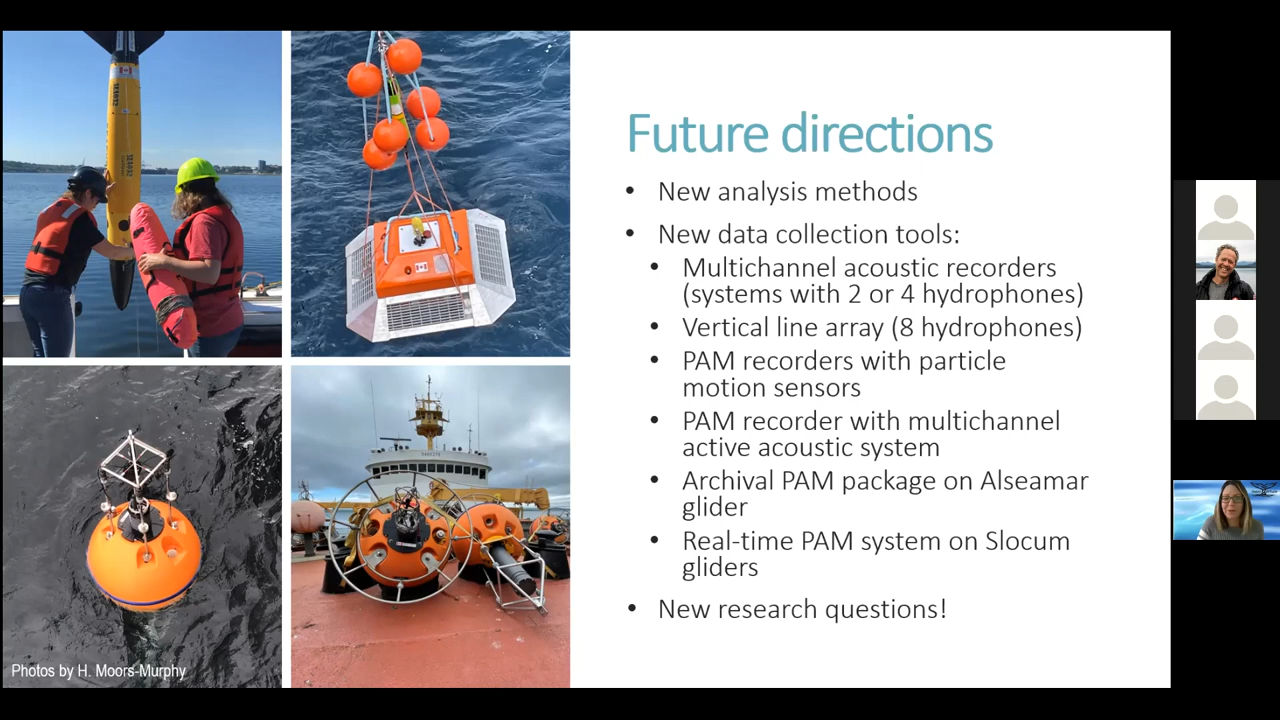 Future directions
• New analysis methods
• New data collection tools:
• Multichannel acoustic recorders
(systems with 2 or 4 hydrophones)
• Vertical line array (8 hydrophones)
• PAM recorders with particle
motion sensors
• PAM recorder with multichannel
active acoustic system
• Archival PAM package on Alseamar
glider
• Real-time PAM system on Slocum
gliders
• New research questions!
Photos by H. Moors-Murphy